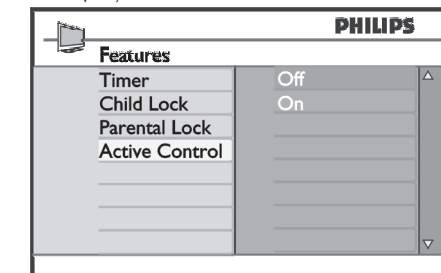 PHILIPS
Features
Timer
Off
Child Lock
On
Parental Lock
Active Control